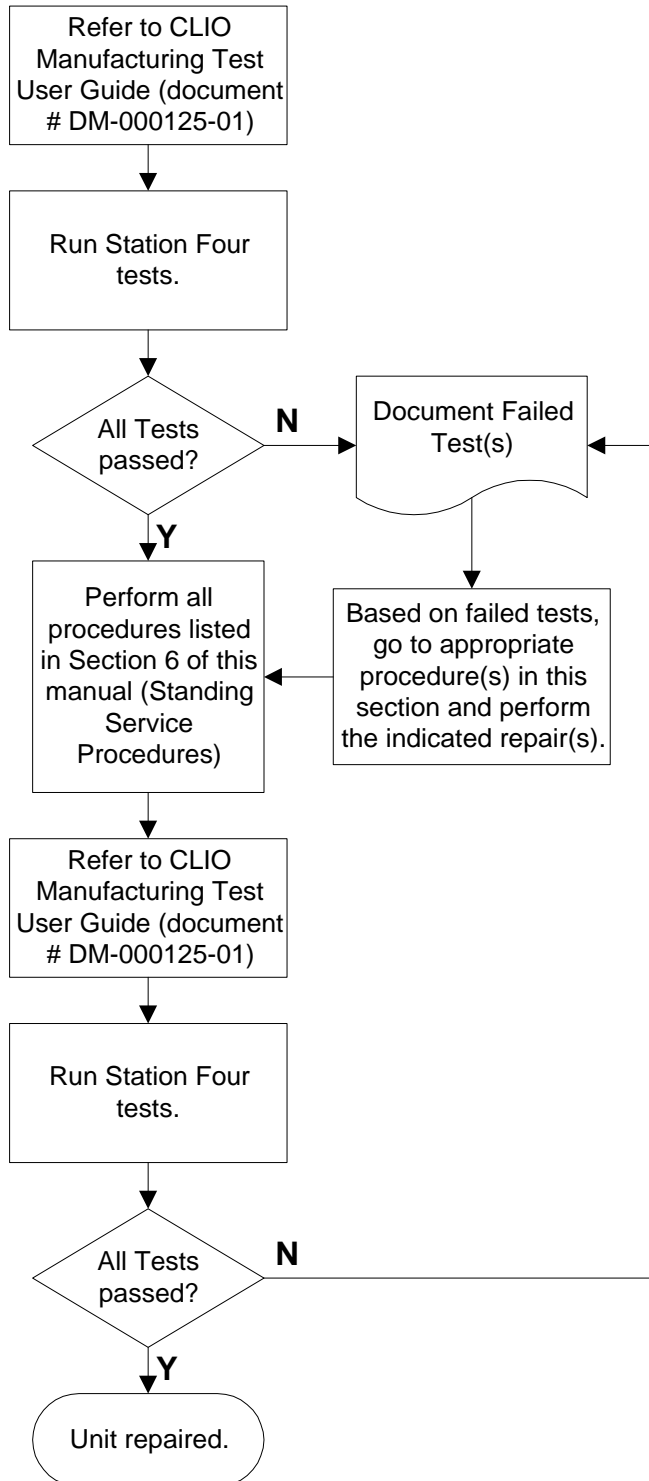 Refer to CLIO
Manufacturing Test
User Guide (document
# DM-000125-01)
Run Station Four
tests.
All Tests
passed?
N
Document Failed
Test(s)
Y
Perform all
procedures listed
in Section 6 of this
manual (Standing
Service
Procedures)
Based on failed tests,
go to appropriate
procedure(s) in this
section and perform
the indicated repair(s).
Refer to CLIO
Manufacturing Test
User Guide (document
# DM-000125-01)
Run Station Four
tests.
All Tests
passed?
N
Y
Unit repaired.